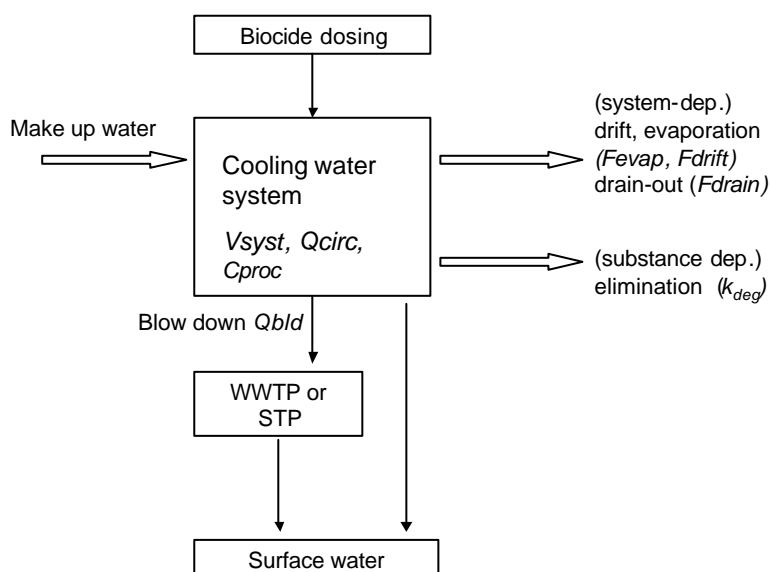 Biocide dosing
Make up water
Cooling water
system
Vsyst, Qcirc,
Cproc
(system-dep.)
drift, evaporation
(Fevap, Fdrift)
drain-out (Fdrain)
(substance dep.)
elimination (kdeg)
Blow down Qbld
WWTP or
STP
Surface water